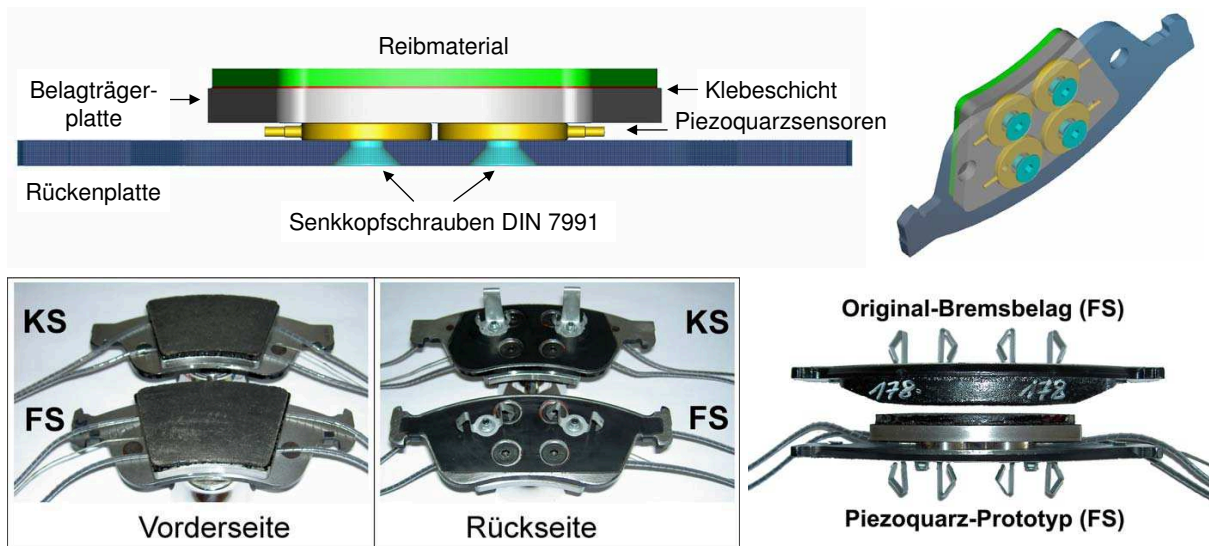 Reibmaterial
Belagträger-
platte
Klebeschicht
Piezoquarzsensoren
Rückenplatte
Senkkopfschrauben DIN 7991
KS
FS
Vorderseite
KS
FS
Rückseite
Original-Bremsbelag (FS)
178.
178
Piezoquarz-Prototyp (FS)